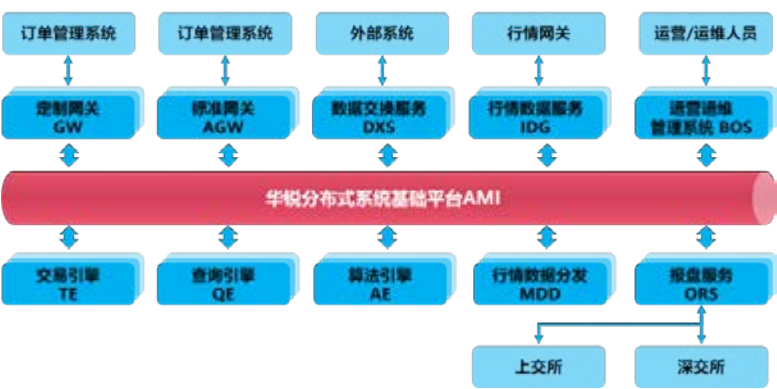 订单管理系统
订单管理系统
外部系统
行情网关
运营/运维人员
定制网关
GW
标准网关
AGW
数据交换服务
DXS
行情数据服务
IDG
运营运维
管理系统 BOS
华锐分布式系统基础平台AMI
交易引擎
TE
查询引擎
QE
算法引擎
AE
行情数据分发
MDD
报盘服务
ORS
上交所
深交所